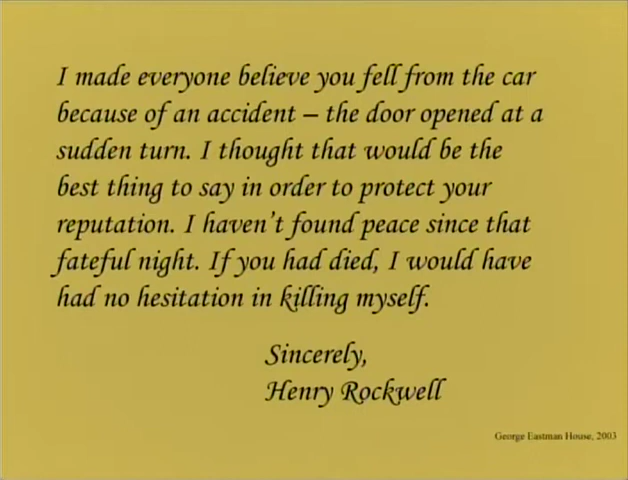 I made everyone believe you fell from the car
because of an accident – the door opened at a
sudden turn. I thought that would be the
best thing to say in order to protect your
reputation. I haven't found peace since that
fateful night. If you had died, I would have
had no hesitation in killing myself.
Sincerely,
Henry Rockwell
George Eastman House, 2003